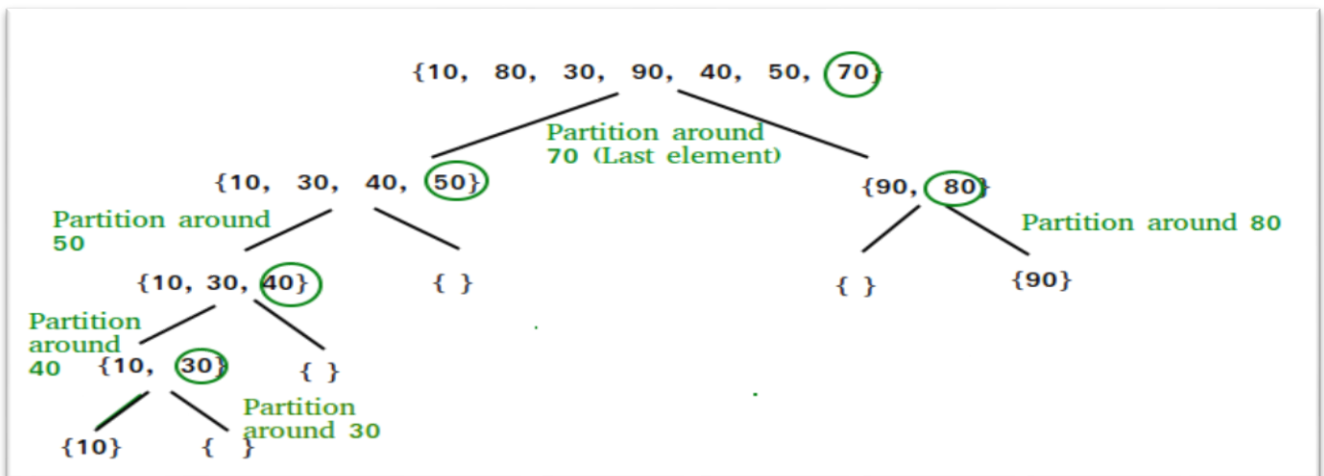 {10, 80, 30, 90, 40, 50, 70}
Partition around
70 (Last element)
{10, 30, 40, 50}
{90, 80}
Partition around
50
Partition around 80
{10, 30, 40}
{ }
{ }
{90}
Partition
around
40
{10, 30}
{ }
Partition
around 30
{10}
{ }